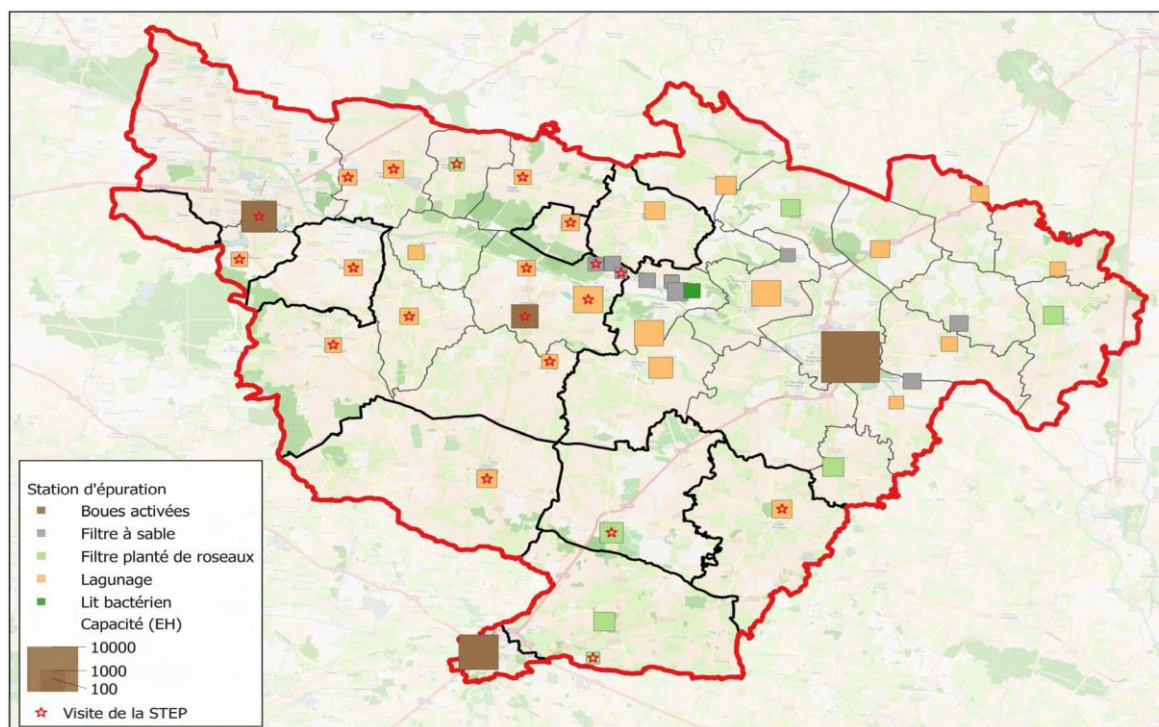 Station d'épuration
Boues activées
Filtre à sable
Filtre planté de roseaux
Lagunage
Lit bactérien
Capacité (EH)
10000
1000
100
Visite de la STEP